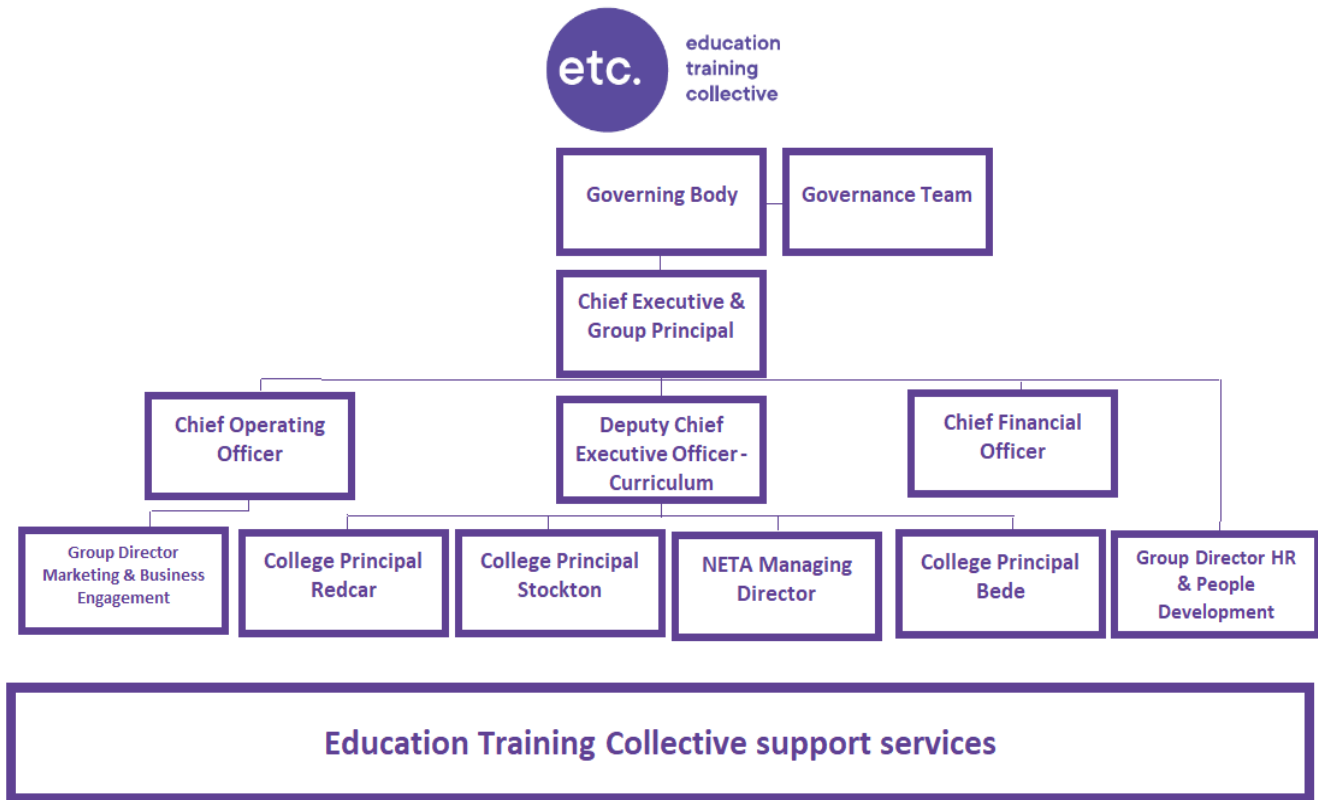 etc.
education
training
collective
Governing Body
Governance Team
Chief Executive &
Group Principal
Chief Operating
Officer
Deputy Chief
Executive Officer -
Curriculum
Chief Financial
Officer
Group Director
Marketing & Business
Engagement
College Principal
Redcar
College Principal
Stockton
NETA Managing
Director
College Principal
Bede
Group Director HR
& People
Development
Education Training Collective support services